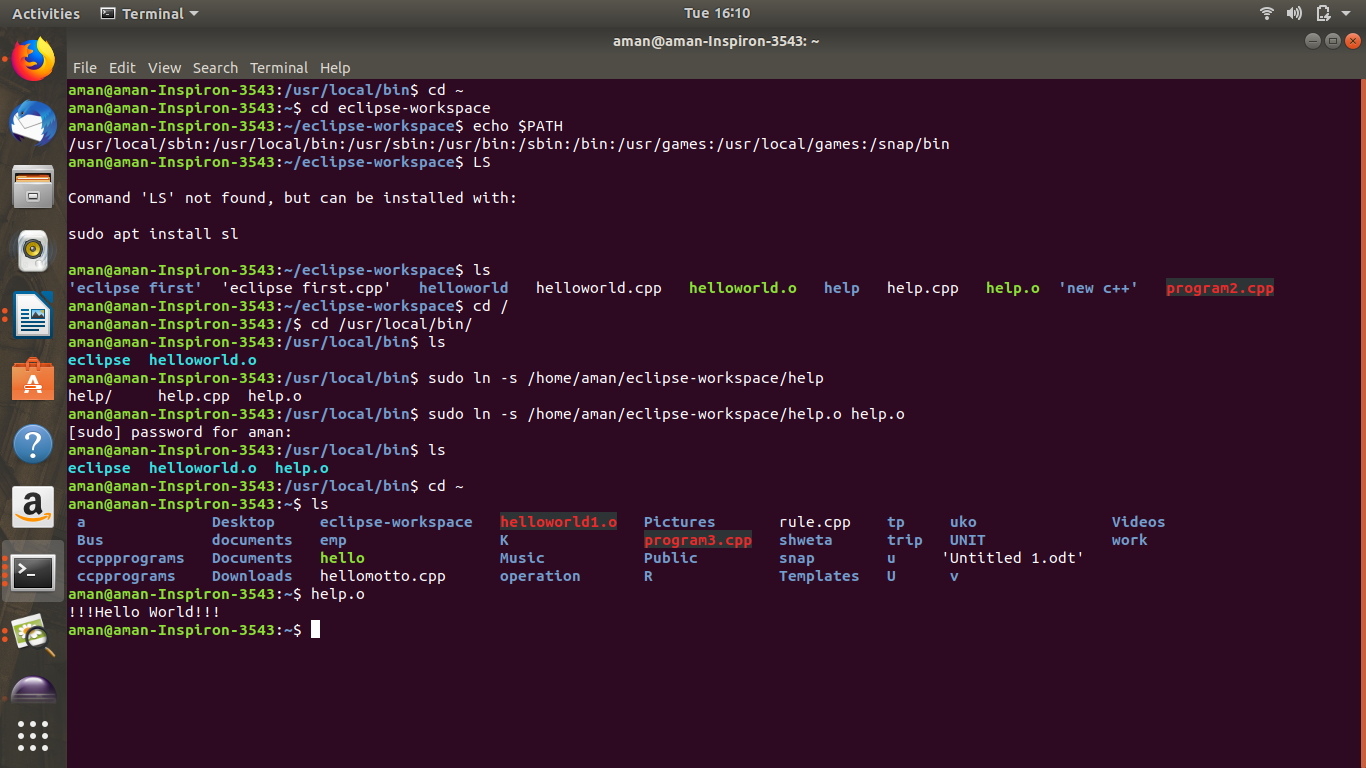 Activities Terminal Tue 16:10
aman@aman-Inspiron-3543: ~
File Edit View Search Terminal Help
aman@aman-Inspiron-3543:/usr/local/bin$ cd ~
aman@aman-Inspiron-3543:~$ cd eclipse-workspace
aman@aman-Inspiron-3543:~/eclipse-workspace$ echo $PATH
/usr/local/sbin:/usr/local/bin:/usr/sbin:/usr/bin:/sbin:/bin:/usr/games:/usr/local/games:/snap/bin
aman@aman-Inspiron-3543:~/eclipse-workspace$ LS
Command 'LS' not found, but can be installed with:
sudo apt install sl
aman@aman-Inspiron-3543:~/eclipse-workspace$ ls
'eclipse first' 'eclipse first.cpp' helloworld helloworld.cpp helloworld.o help help.cpp help.o 'new c++' program2.cpp
aman@aman-Inspiron-3543:~/eclipse-workspace$ cd /
aman@aman-Inspiron-3543:/$ cd /usr/local/bin/
aman@aman-Inspiron-3543:/usr/local/bin$ ls
eclipse helloworld.o
aman@aman-Inspiron-3543:/usr/local/bin$ sudo ln -s /home/aman/eclipse-workspace/help
help/ help.cpp help.o
aman@aman-Inspiron-3543:/usr/local/bin$ sudo ln -s /home/aman/eclipse-workspace/help.o help.o
[sudo] password for aman:
aman@aman-Inspiron-3543:/usr/local/bin$ ls
eclipse helloworld.o help.o
aman@aman-Inspiron-3543:/usr/local/bin$ cd ~
aman@aman-Inspiron-3543:~$ ls
a Desktop eclipse-workspace helloworld1.o Pictures rule.cpp tp uko Videos
Bus documents emp K program3.cpp shweta trip UNIT work
ccppprograms Documents hello Music Public snap u 'Untitled 1.odt'
ccpprograms Downloads hellomotto.cpp operation R Templates U v
aman@aman-Inspiron-3543:~$ help.o
!!!Hello World!!!
aman@aman-Inspiron-3543:~$